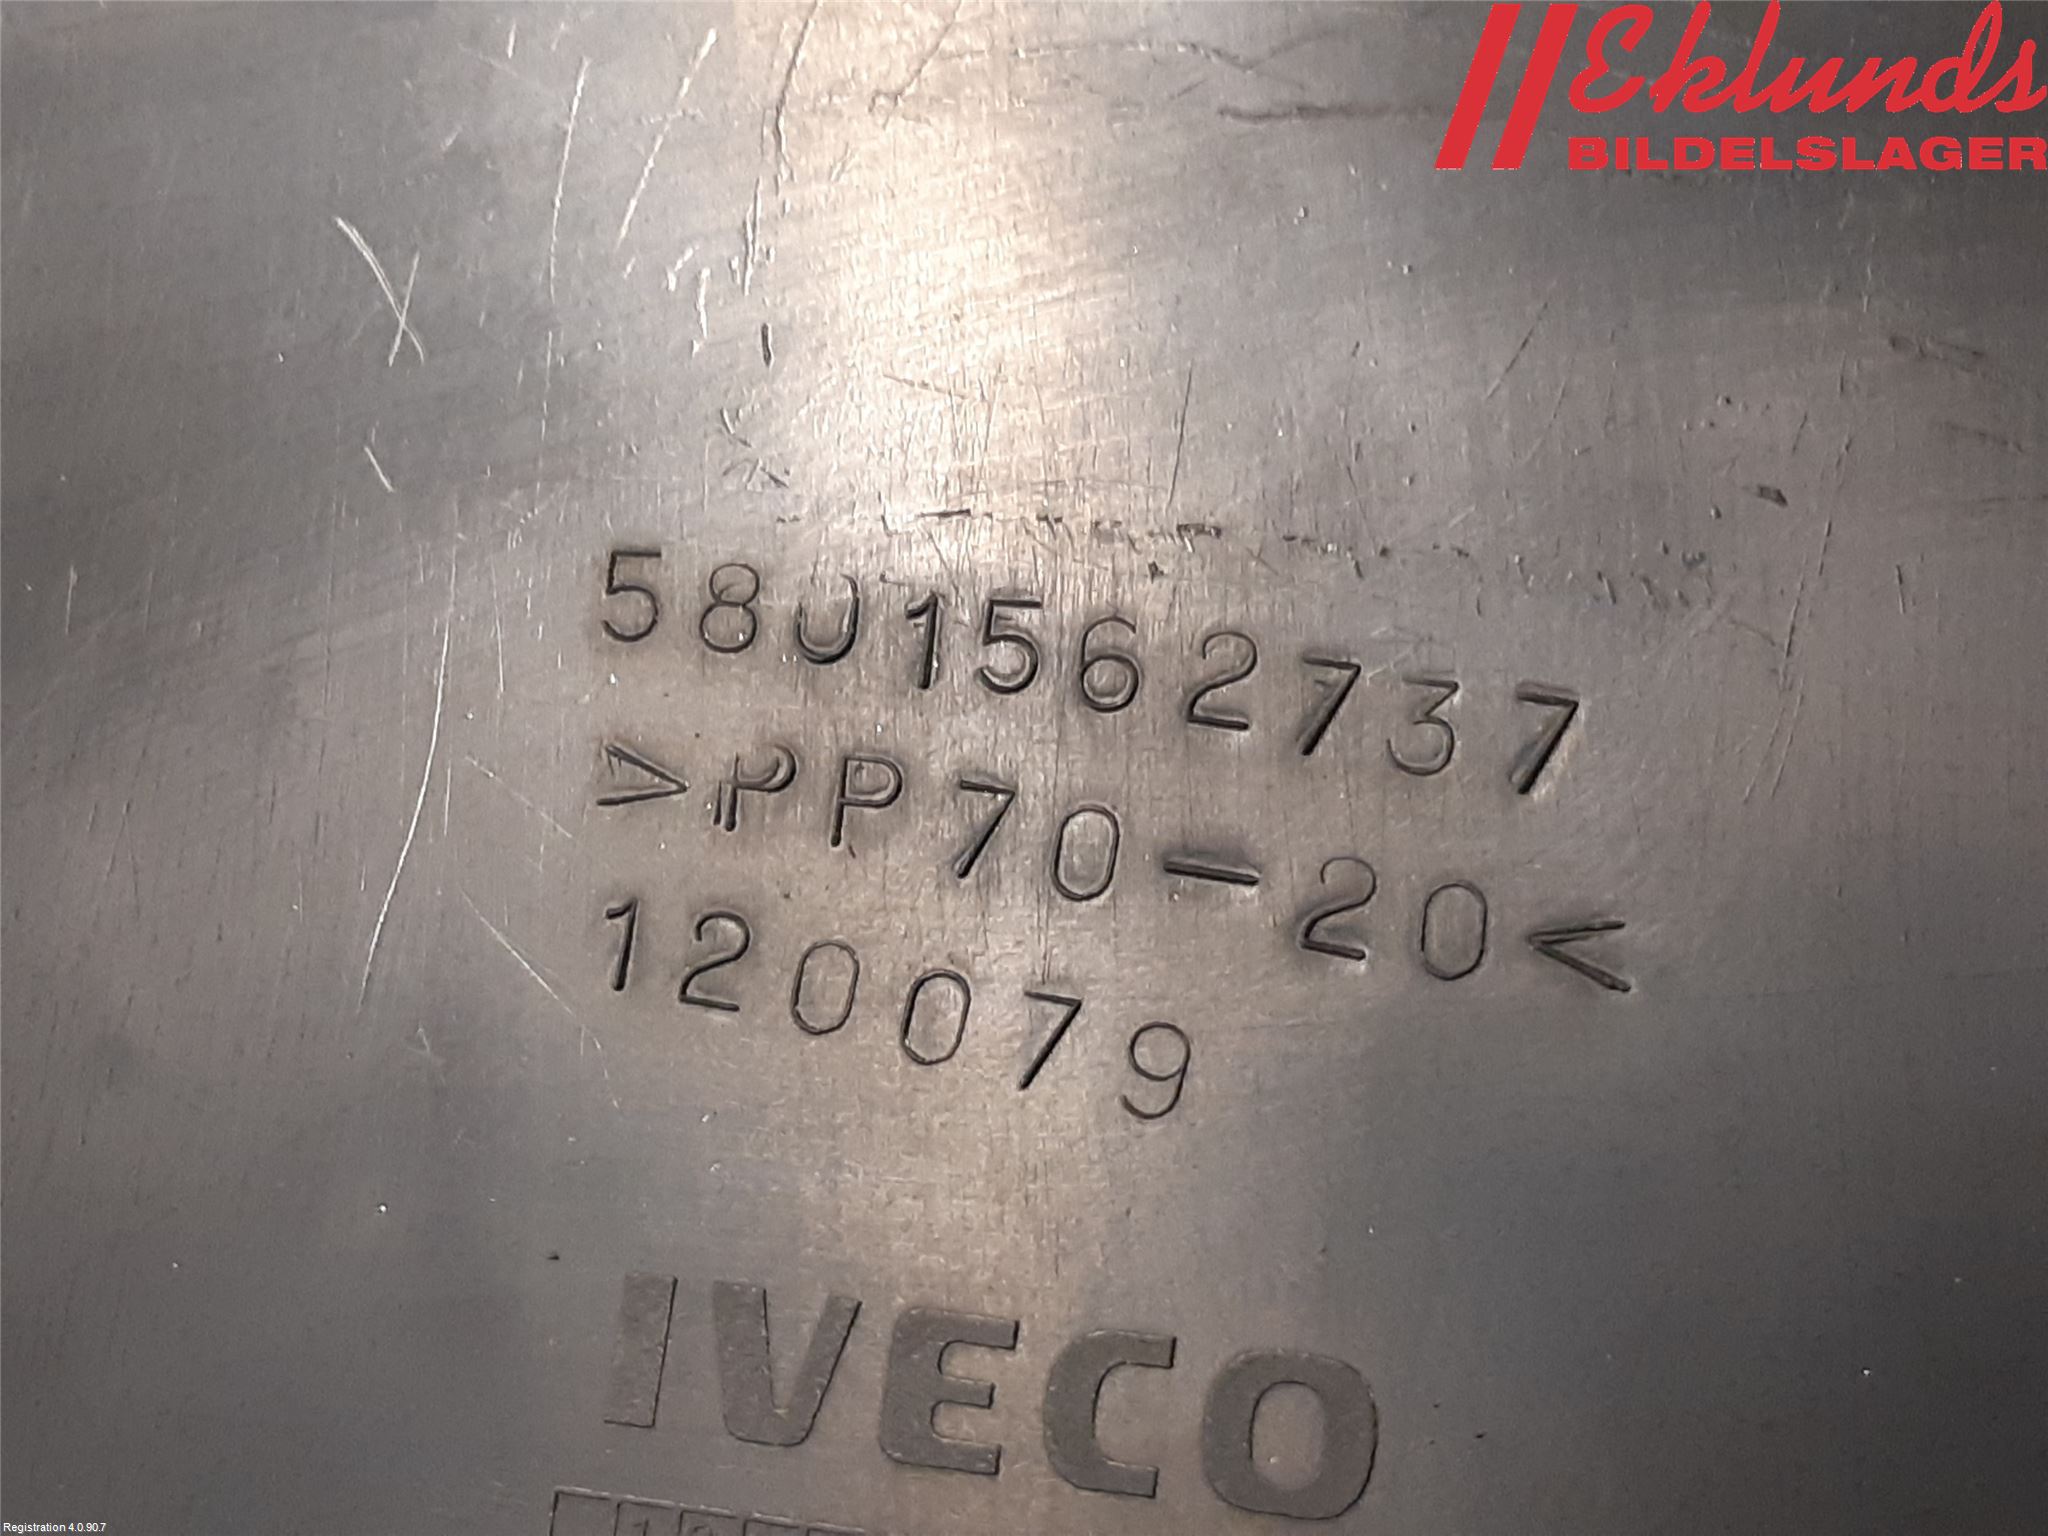 Eklunds
BILDELSLAGER
5801562737
>PP70-20<
120079
IVECO
Registration 4.0.90.7